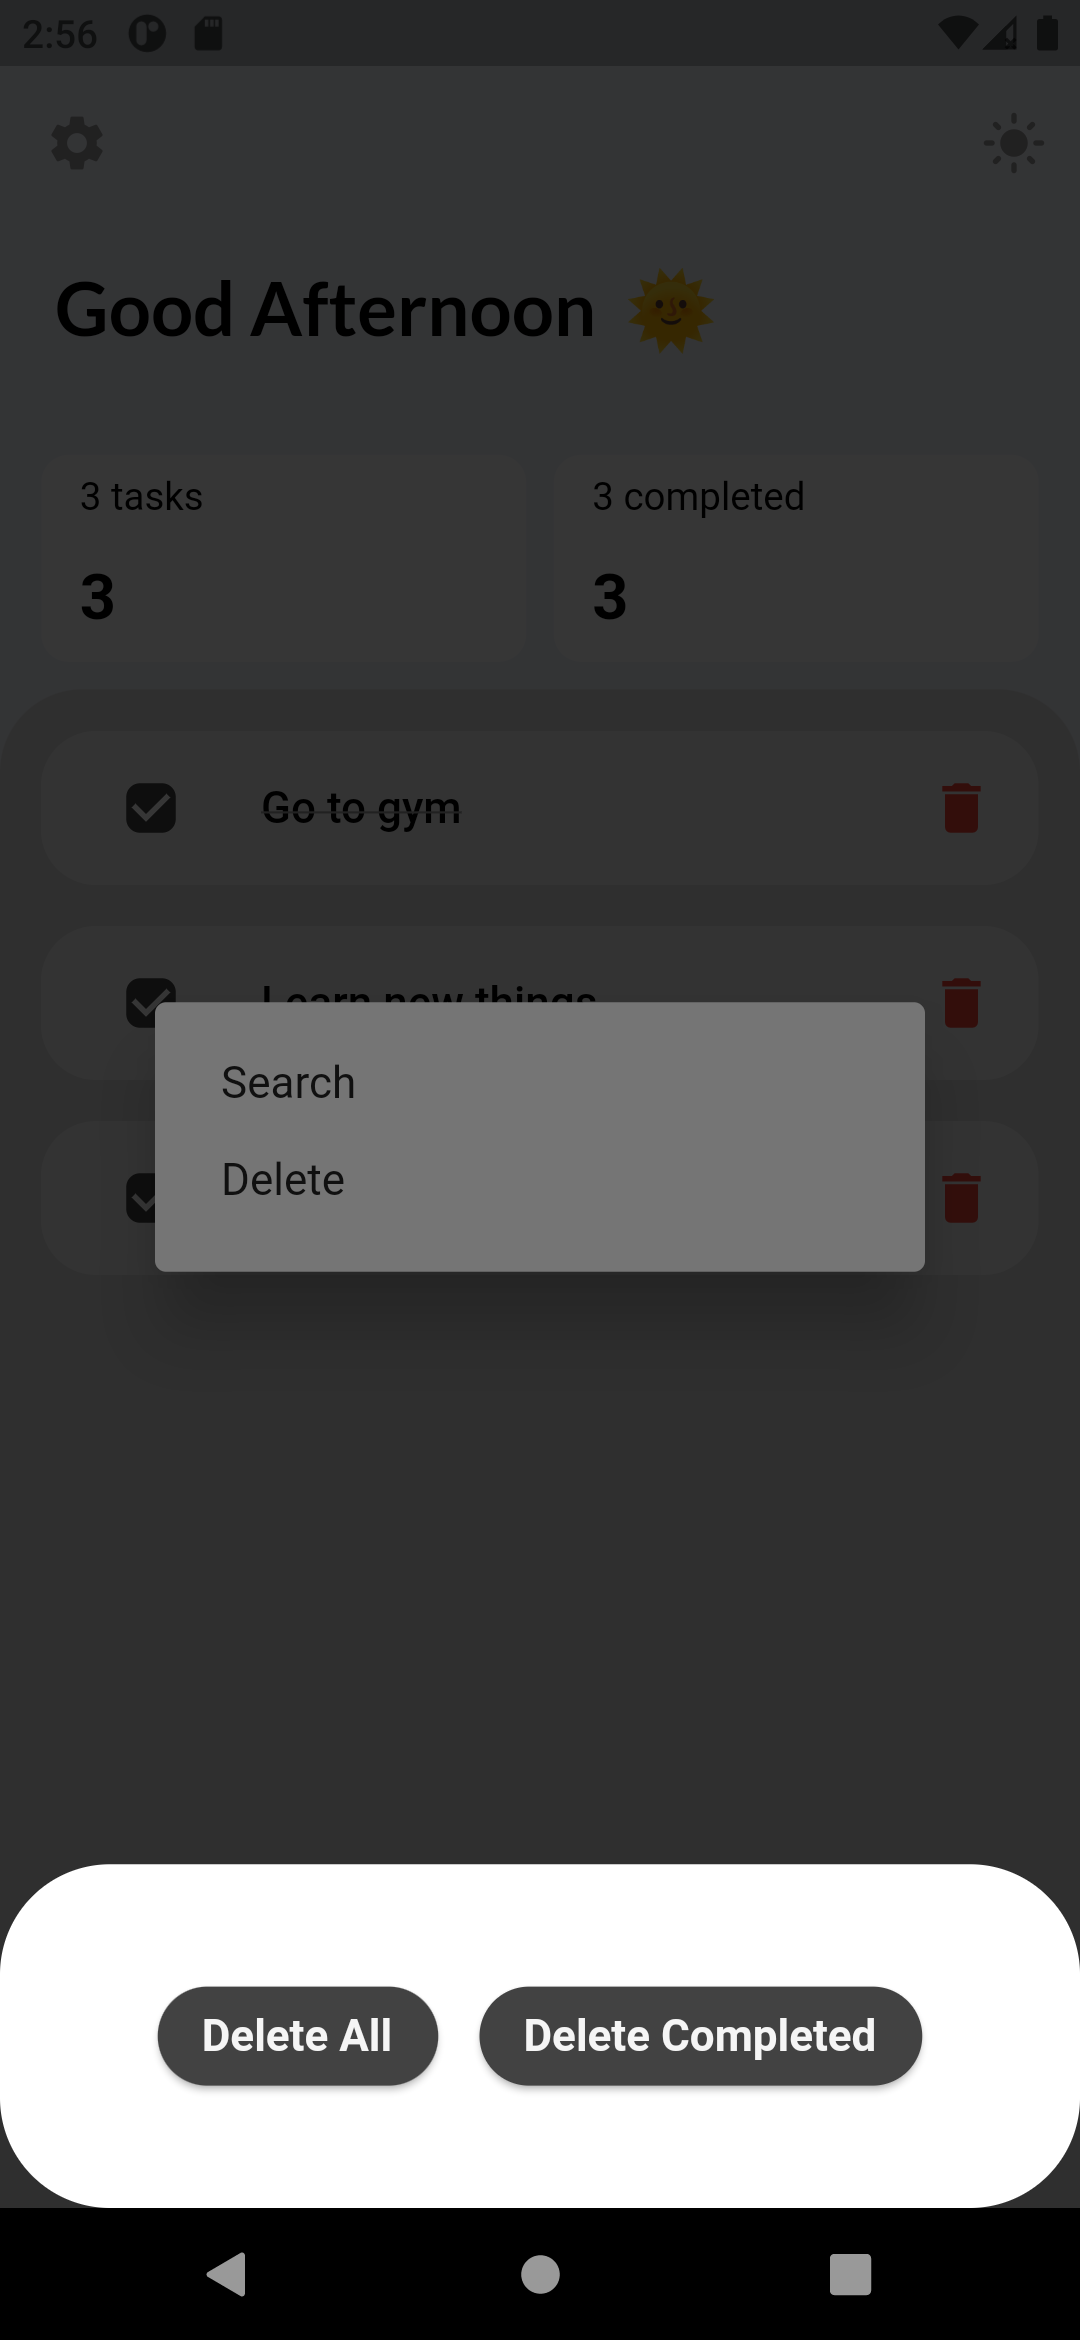 2:56
Good Afternoon
3 tasks
3 completed
3
3
Go to gym
Learn new things
Search
Delete
Delete All
Delete Completed